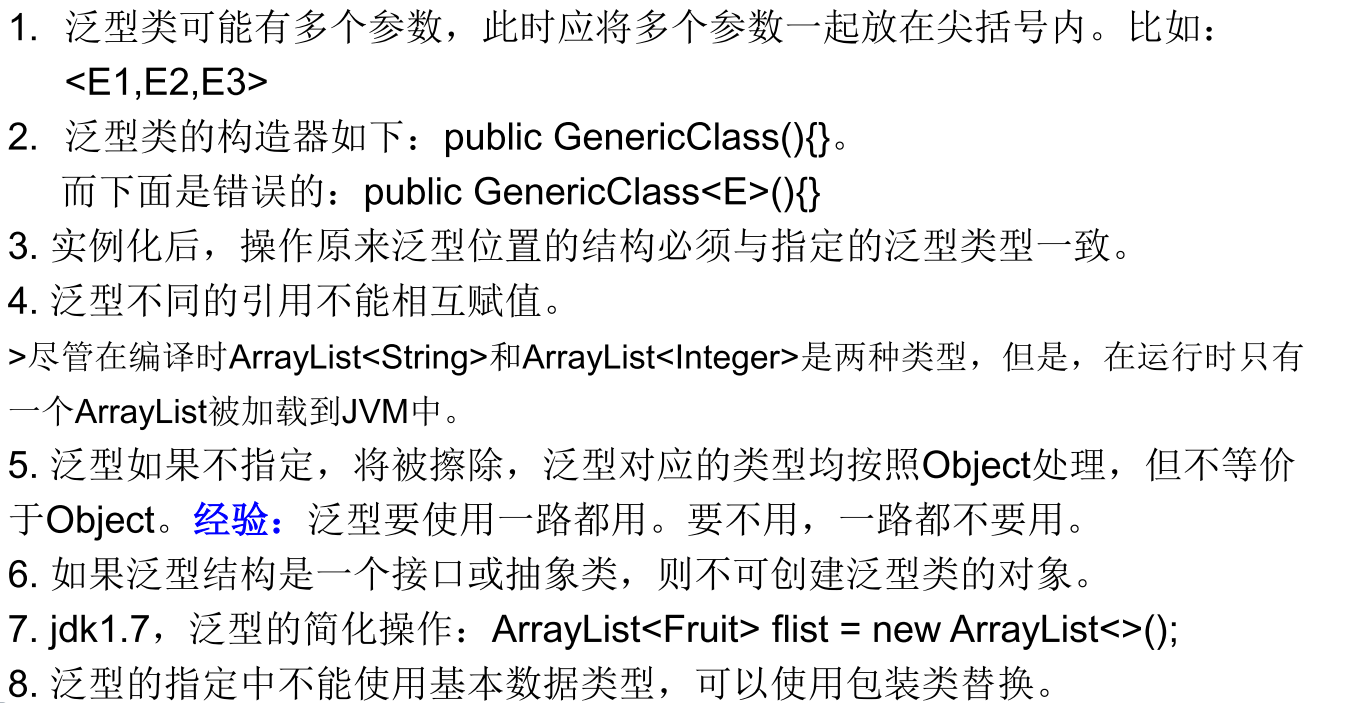 1. 泛型类可能有多个参数，此时应将多个参数一起放在尖括号内。比如：
<E1,E2,E3>
2. 泛型类的构造器如下：public GenericClass(){}。
而下面是错误的：public GenericClass<E>(){}
3. 实例化后，操作原来泛型位置的结构必须与指定的泛型类型一致。
4. 泛型不同的引用不能相互赋值。
>尽管在编译时ArrayList<String>和ArrayList<Integer>是两种类型，但是，在运行时只有
一个ArrayList被加载到JVM中。
5. 泛型如果不指定，将被擦除，泛型对应的类型均按照Object处理，但不等价
于Object。经验：泛型要使用一路都用。要不用，一路都不要用。
6. 如果泛型结构是一个接口或抽象类，则不可创建泛型类的对象。
7. jdk1.7，泛型的简化操作：ArrayList<Fruit> flist = new ArrayList<>();
8. 泛型的指定中不能使用基本数据类型，可以使用包装类替换。